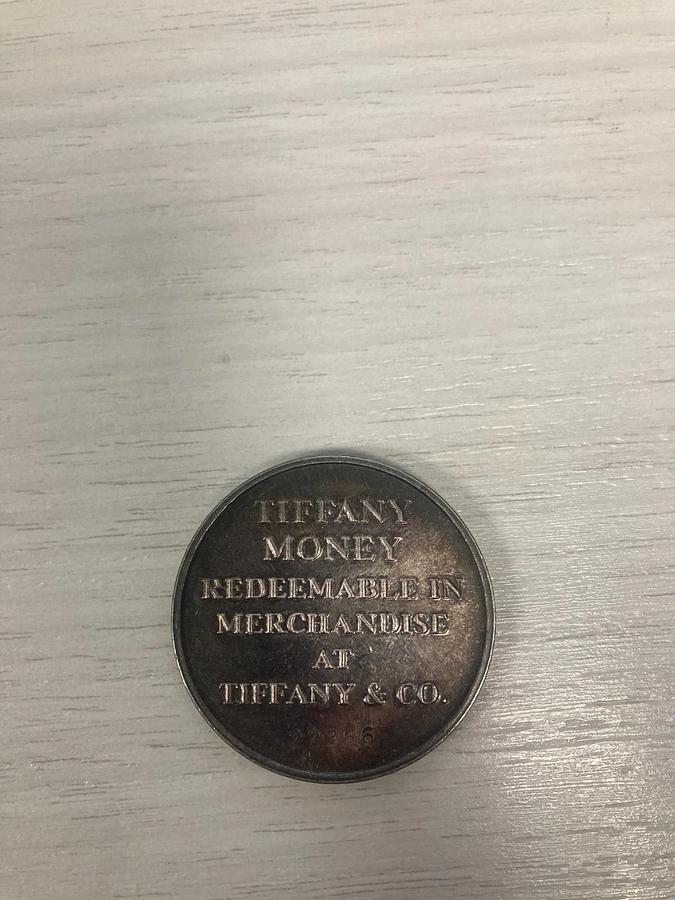 TIFFANY
MONEY
REDEEMABLE IN
MERCHANDISE
AT
TIFFANY & CO.